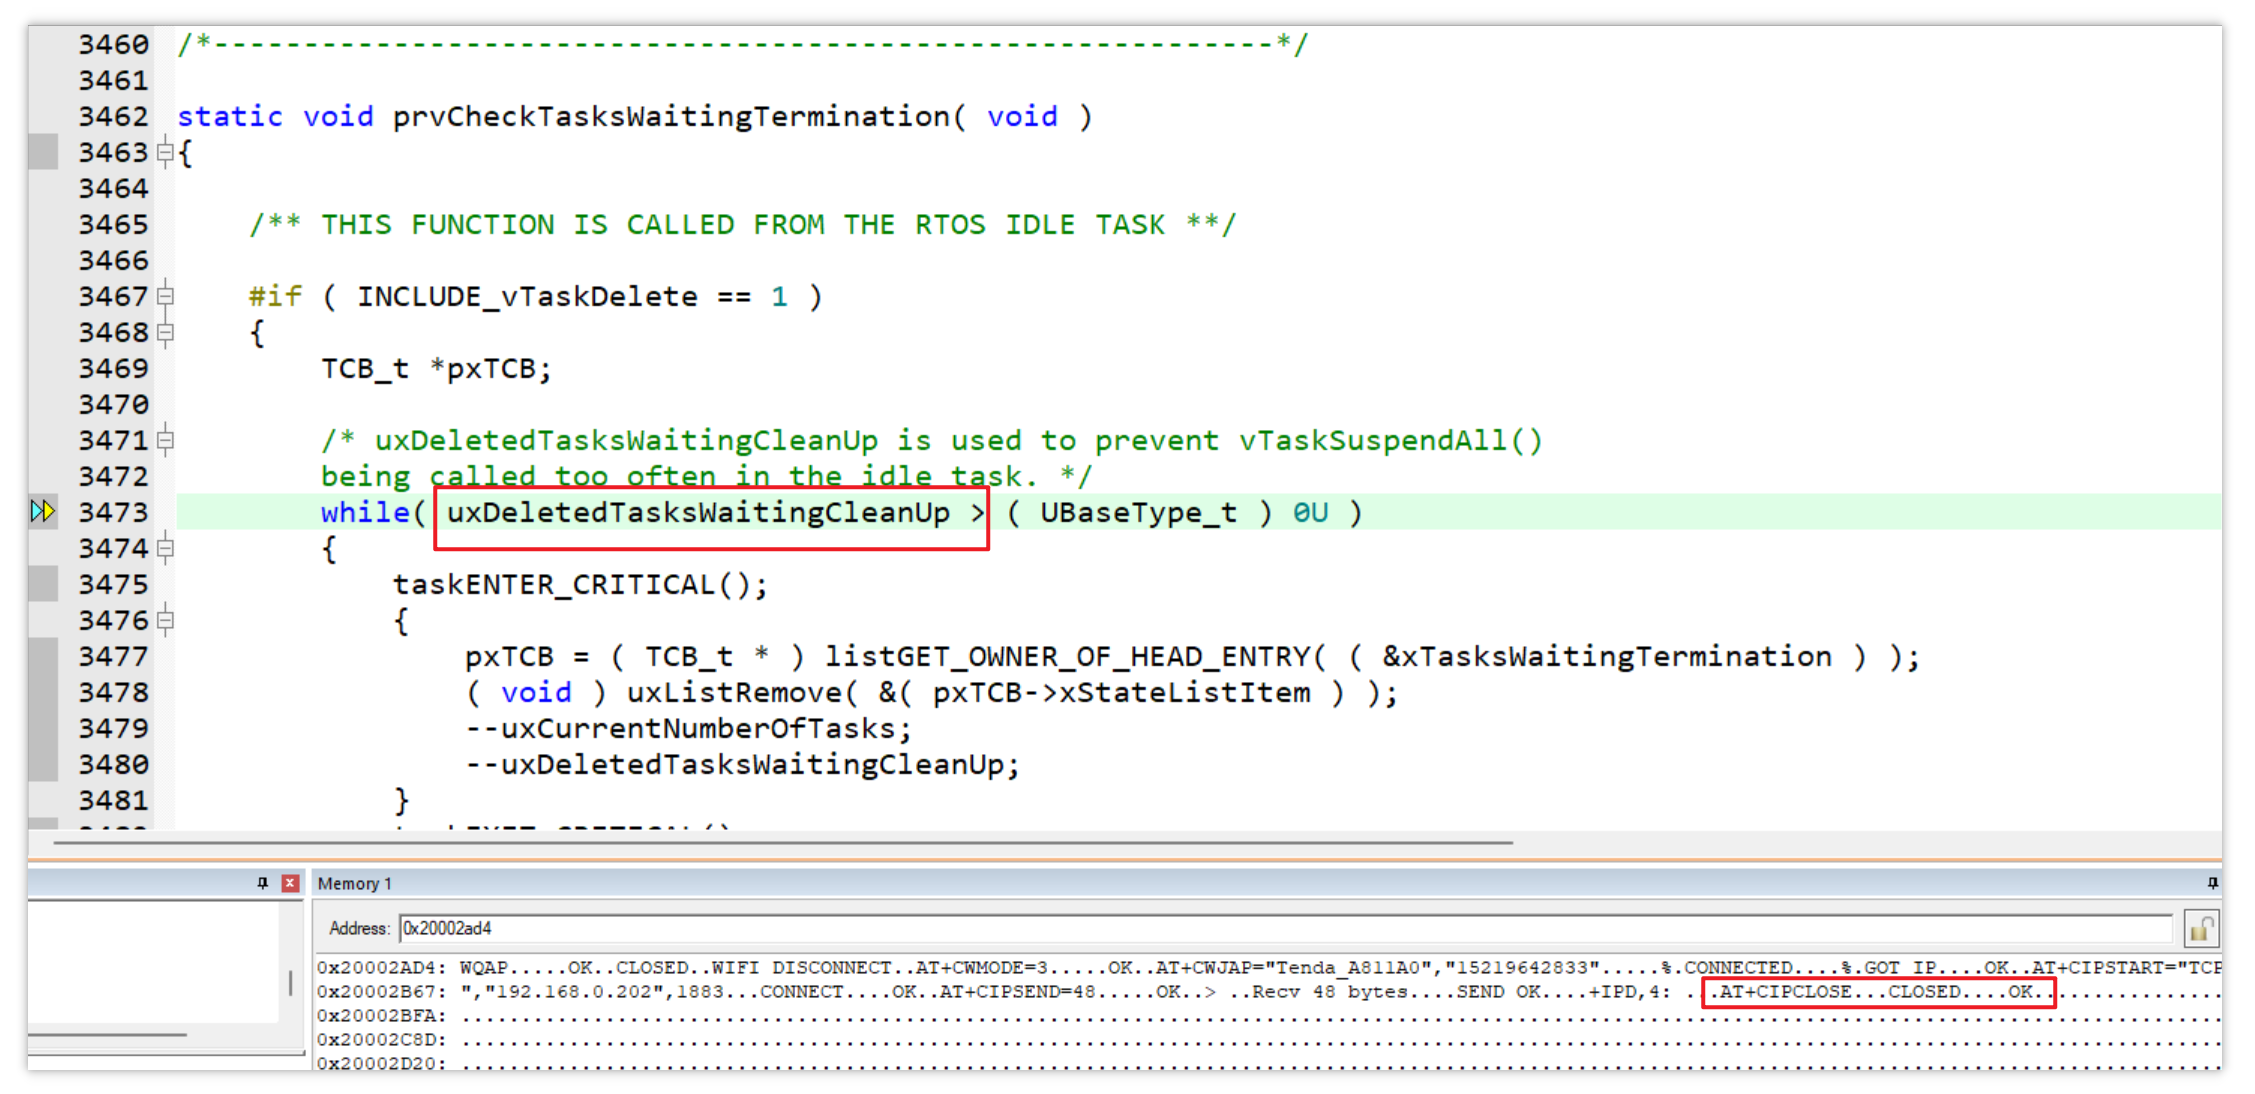 3460 /*-----------------------------------------------------------*/
3461
3462 static void prvCheckTasksWaitingTermination( void )
3463 {
3464
3465 /** THIS FUNCTION IS CALLED FROM THE RTOS IDLE TASK **/
3466
3467 #if ( INCLUDE_vTaskDelete == 1 )
3468 {
3469 TCB_t *pxTCB;
3470
3471 /* uxDeletedTasksWaitingCleanUp is used to prevent vTaskSuspendAll()
3472 being called too often in the idle task. */
3473 while( uxDeletedTasksWaitingCleanUp > ( UBaseType_t ) 0U )
3474 {
3475 taskENTER_CRITICAL();
3476 {
3477 pxTCB = ( TCB_t * ) listGET_OWNER_OF_HEAD_ENTRY( ( &xTasksWaitingTermination ) );
3478 ( void ) uxListRemove( &( pxTCB->xStateListItem ) );
3479 --uxCurrentNumberOfTasks;
3480 --uxDeletedTasksWaitingCleanUp;
3481 }
Memory 1
Address: 0x20002ad4
0x20002AD4: WQAP.....OK..CLOSED..WIFI DISCONNECT..AT+CWMODE=3.....OK..AT+CWJAP="Tenda_A811A0","15219642833".....%.CONNECTED....%.GOT IP....OK..AT+CIPSTART="TCP
0x20002B67: ","192.168.0.202",1883...CONNECT....OK..AT+CIPSEND=48.....OK..> ..Recv 48 bytes....SEND OK....+IPD,4: ...AT+CIPCLOSE...CLOSED....OK................
0x20002BFA: ...................................................................................................................................................
0x20002C8D: ...................................................................................................................................................
0x20002D20: ...................................................................................................................................................